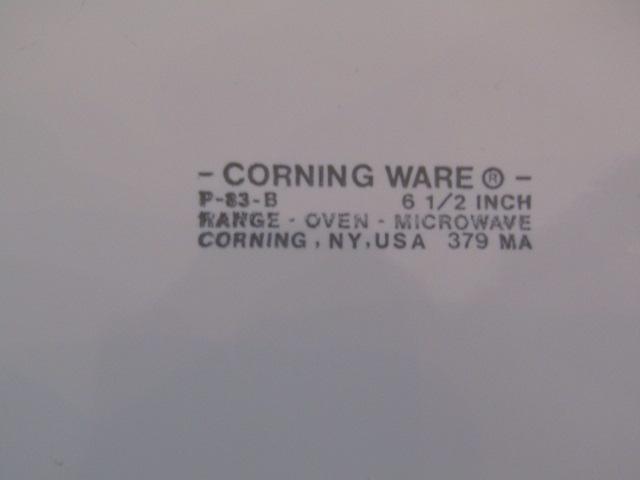 - CORNING WARE ® -
P-83-B 6 1/2 INCH
RANGE - OVEN - MICROWAVE
CORNING, NY, USA 379 MA